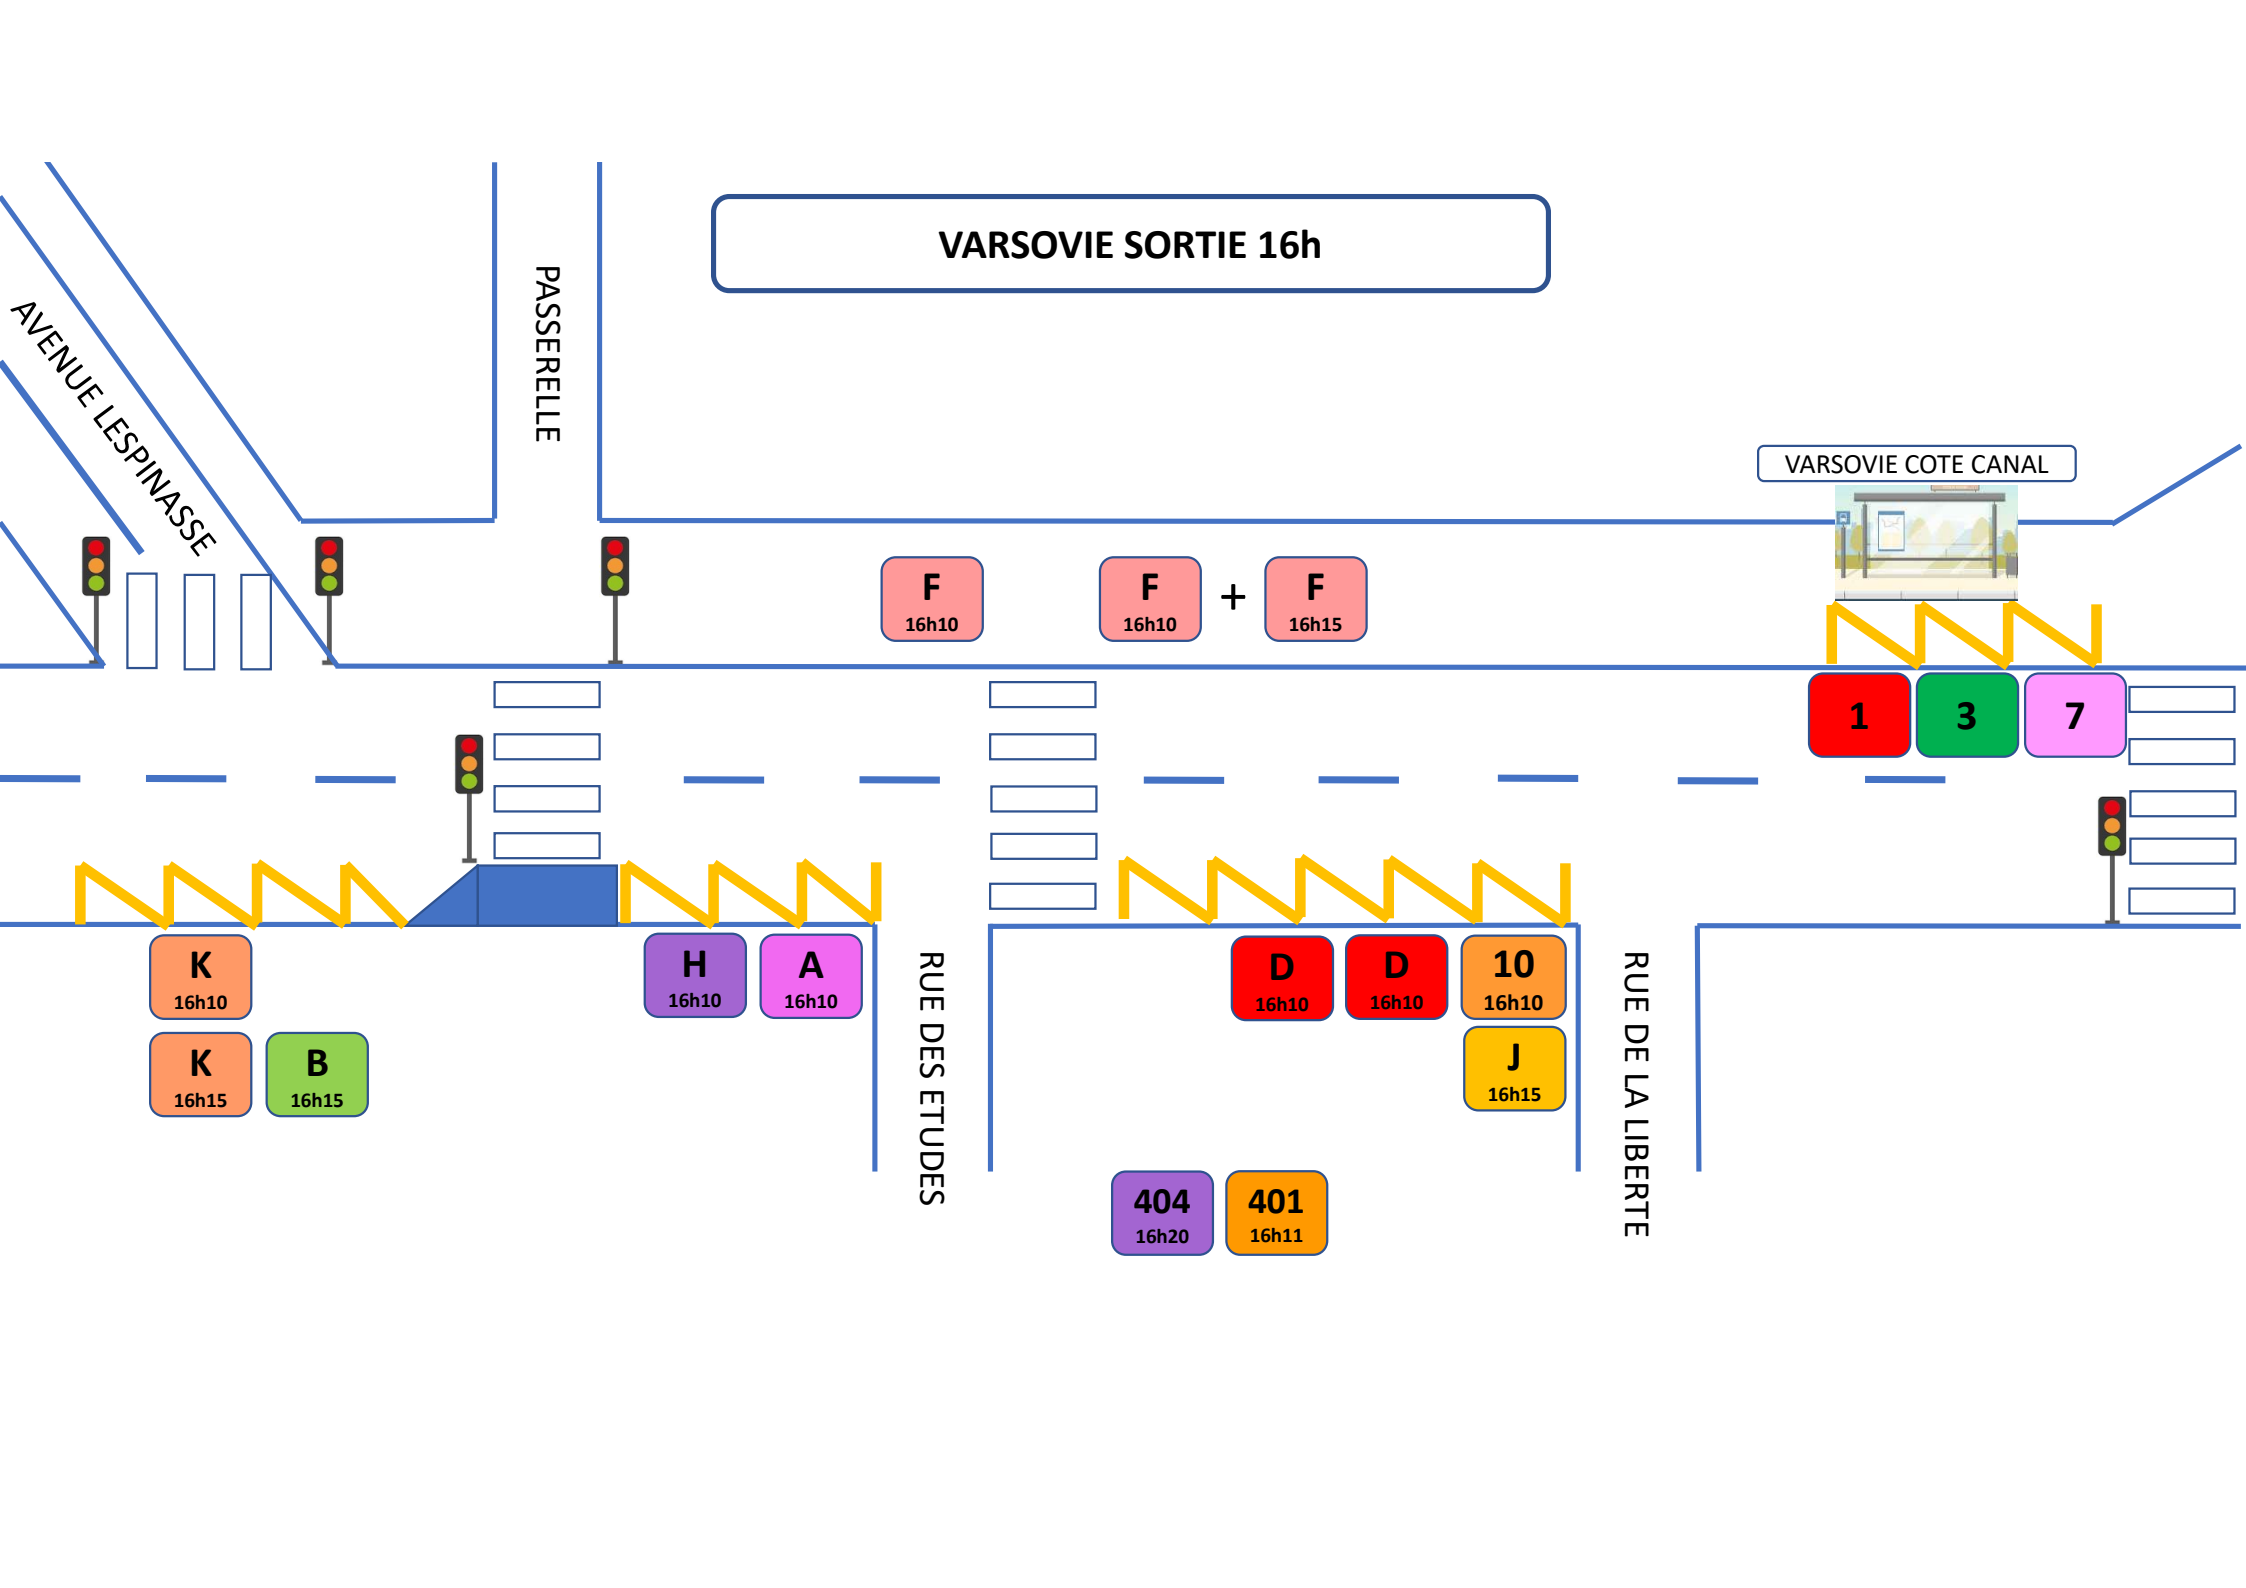 VARSOVIE SORTIE 16h
PASSERELLE
AVENUE LESPINASSE
VARSOVIE COTE CANAL
F
16h10
F
16h10
+
F
16h15
1
3
7
K
16h10
K
16h15
B
16h15
H
16h10
A
16h10
RUE DES ETUDES
D
16h10
D
16h10
10
16h10
J
16h15
RUE DE LA LIBERTE
404
16h20
401
16h11